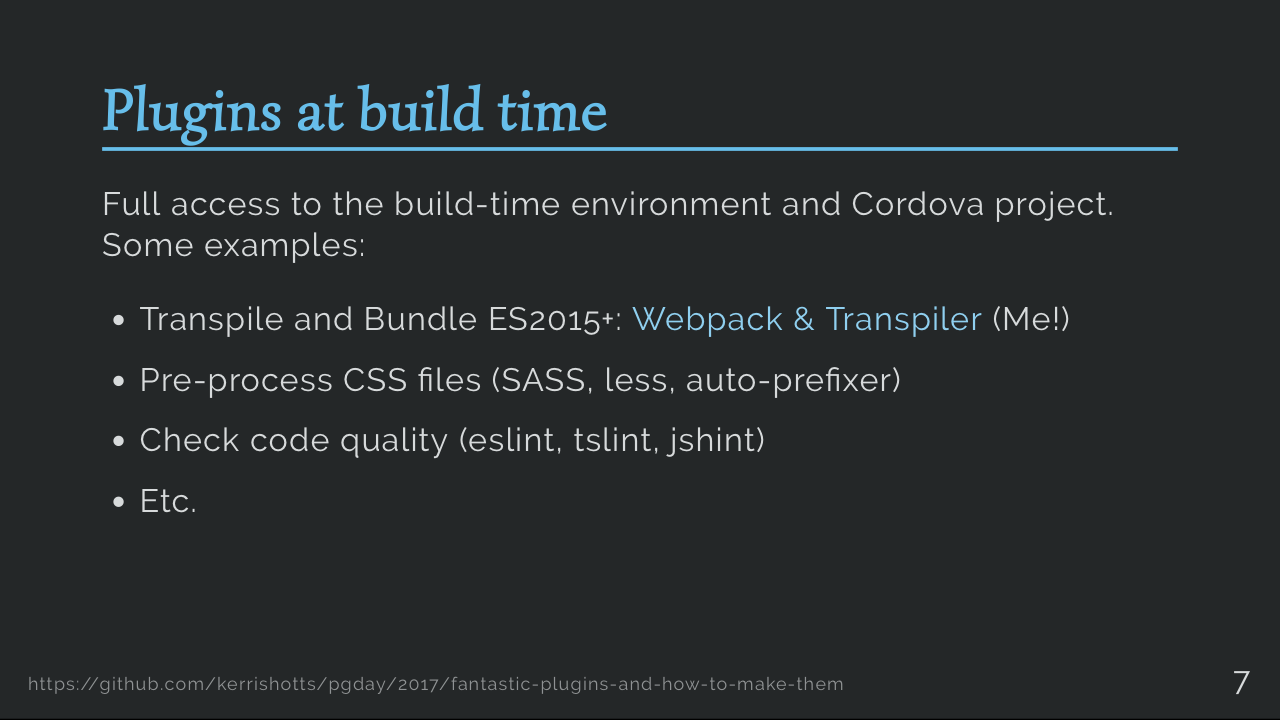 Plugins at build time
Full access to the build-time environment and Cordova project.
Some examples:
• Transpile and Bundle ES2015+: Webpack & Transpiler (Me!)
• Pre-process CSS files (SASS, less, auto-prefixer)
• Check code quality (eslint, tslint, jshint)
• Etc.
https://github.com/kerrishotts/pgday/2017/fantastic-plugins-and-how-to-make-them
7